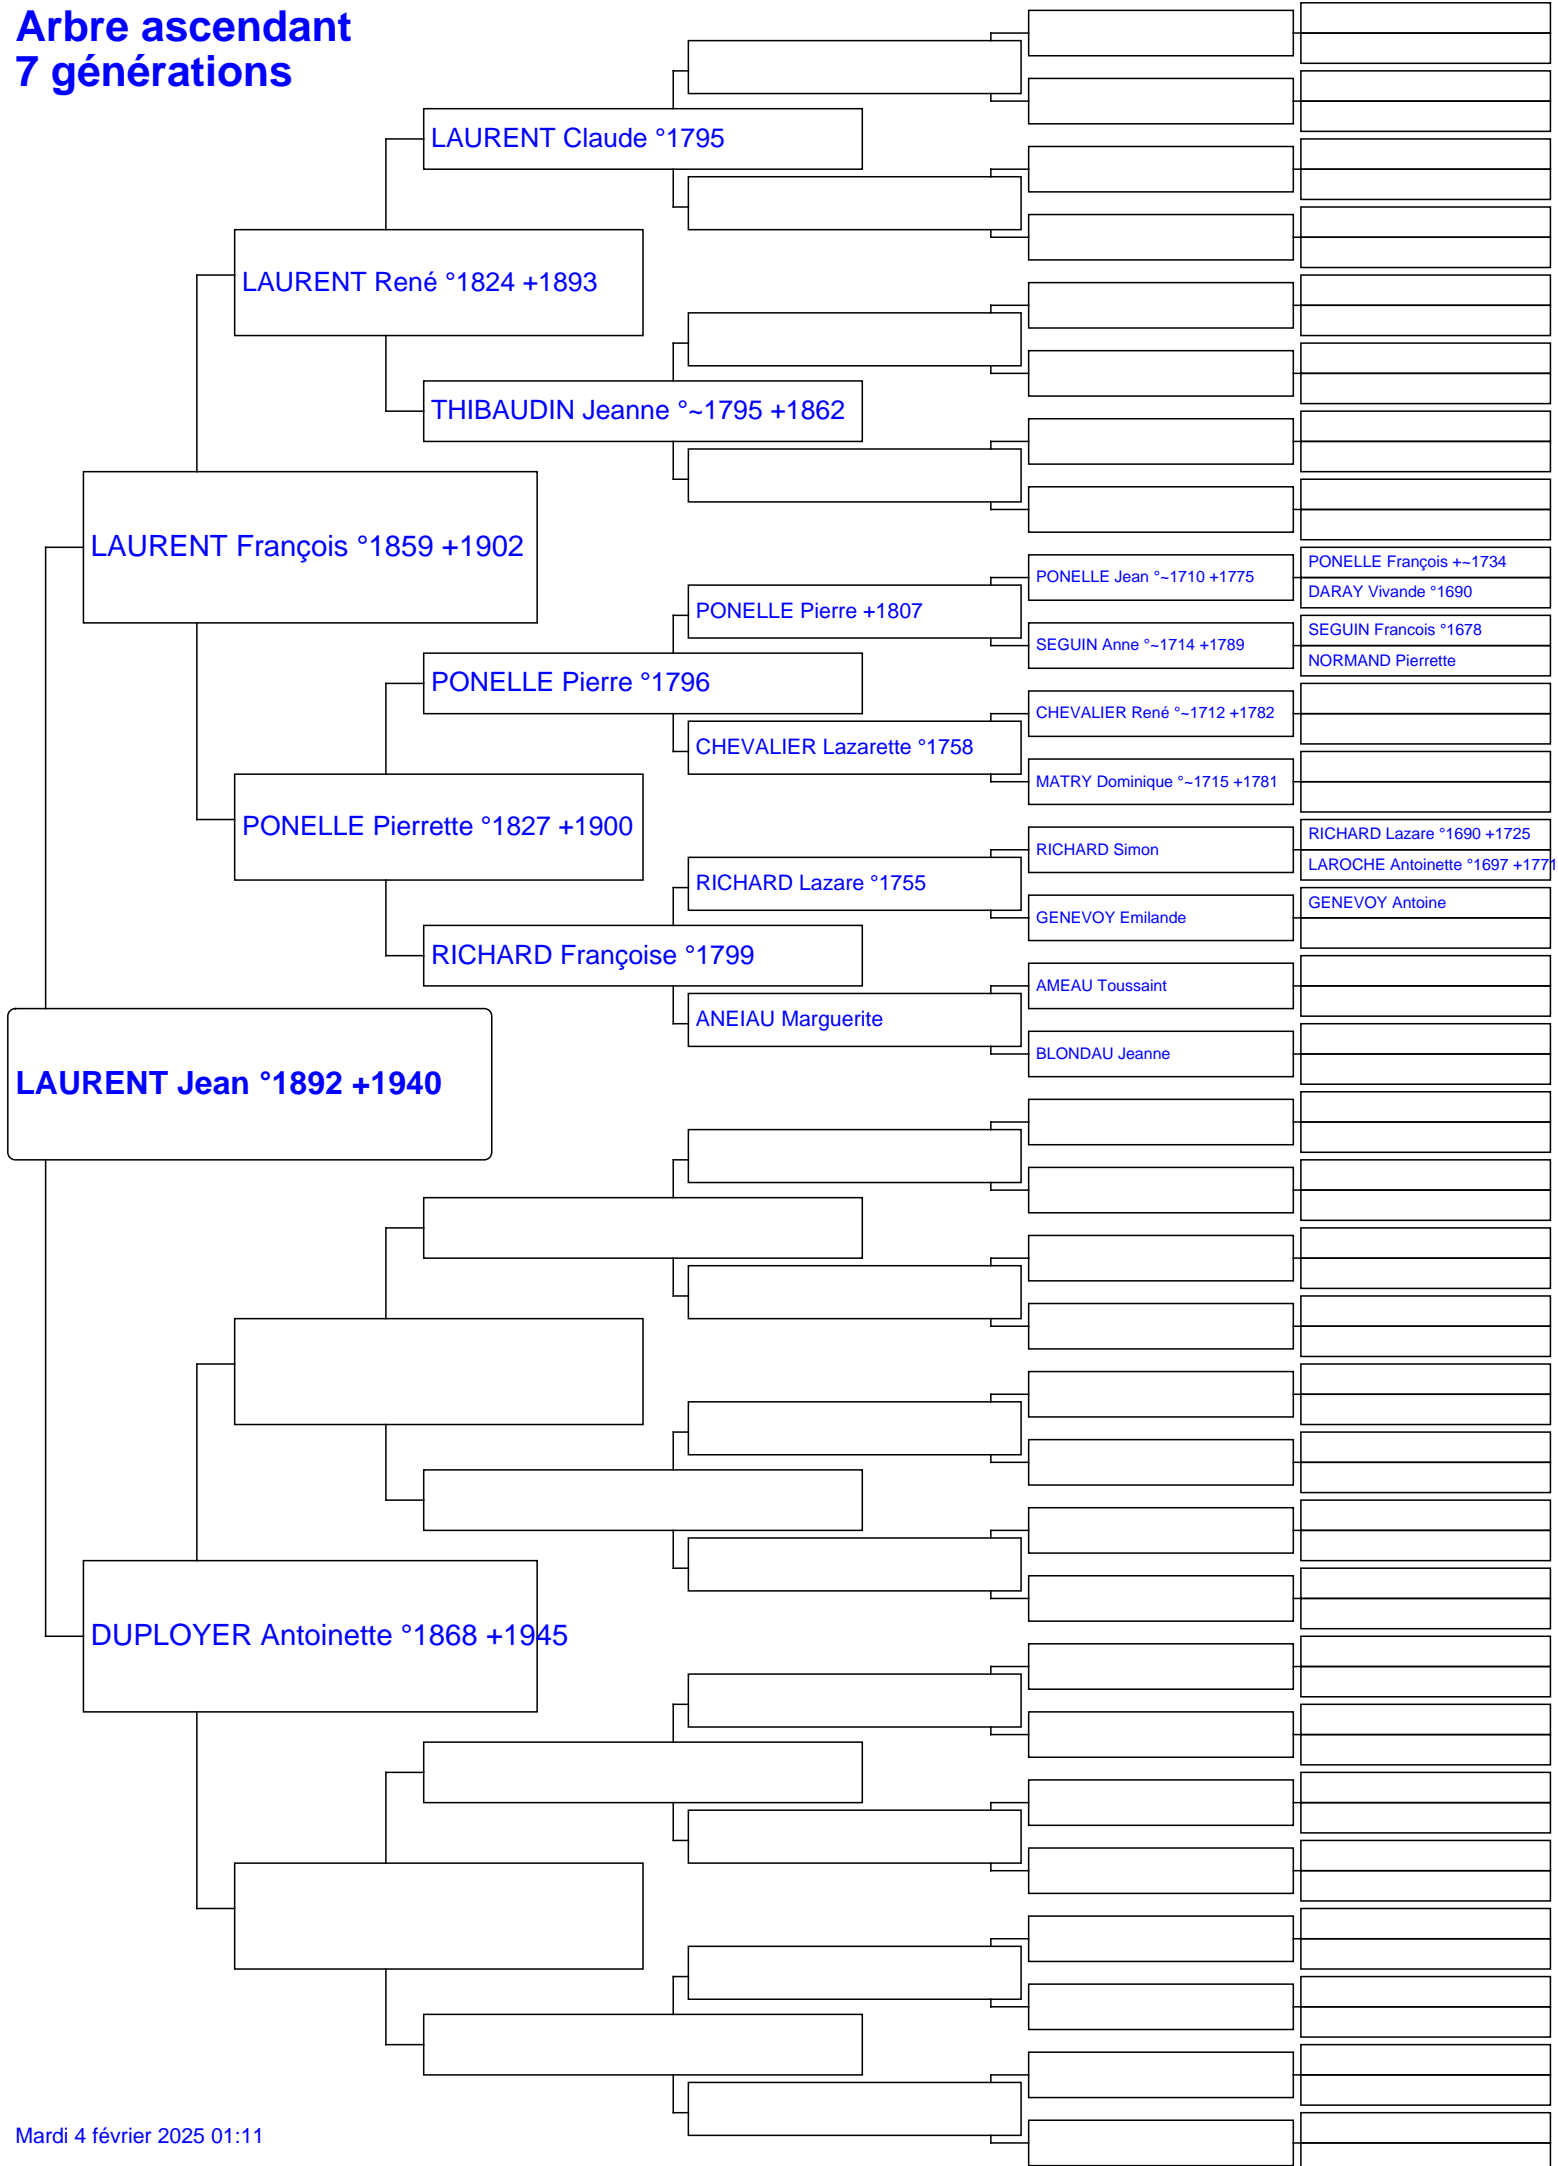 Arbre ascendant
7 générations
LAURENT Claude °1795
LAURENT René °1824 +1893
THIBAUDIN Jeanne °~1795 +1862
LAURENT François °1859 +1902
PONELLE François +~1734
PONELLE Jean °~1710 +1775
DARAY Vivande °1690
PONELLE Pierre +1807
SEGUIN Francois °1678
SEGUIN Anne °~1714 +1789
NORMAND Pierrette
PONELLE Pierre °1796
CHEVALIER René °~1712 +1782
CHEVALIER Lazarette °1758
MATRY Dominique °~1715 +1781
PONELLE Pierrette °1827 +1900
RICHARD Lazare °1690 +1725
RICHARD Simon
LAROCHE Antoinette °1697 +1771
RICHARD Lazare °1755
GENEVOY Antoine
GENEVOY Emilande
RICHARD Françoise °1799
AMEAU Toussaint
ANEIAU Marguerite
BLONDAU Jeanne
LAURENT Jean °1892 +1940
DUPLOYER Antoinette °1868 +1945
Mardi 4 février 2025 01:11